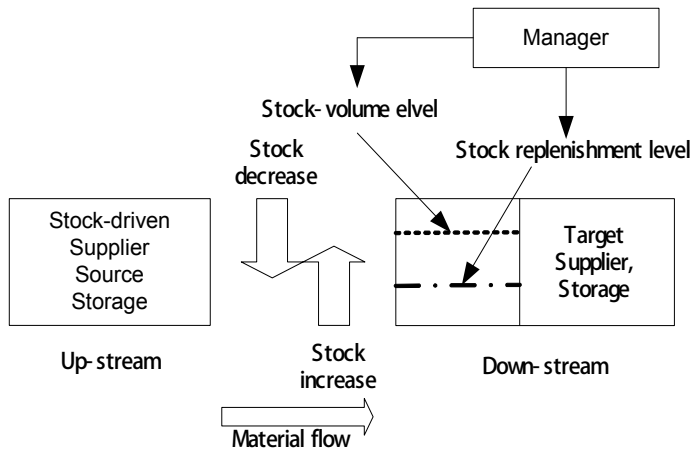 Manager
Stock- volume elvel
Stock replenishment level
Stock
decrease
Stock-driven
Supplier
Source
Storage
Target
Supplier,
Storage
Up- stream
Stock
increase
Down- stream
Material flow